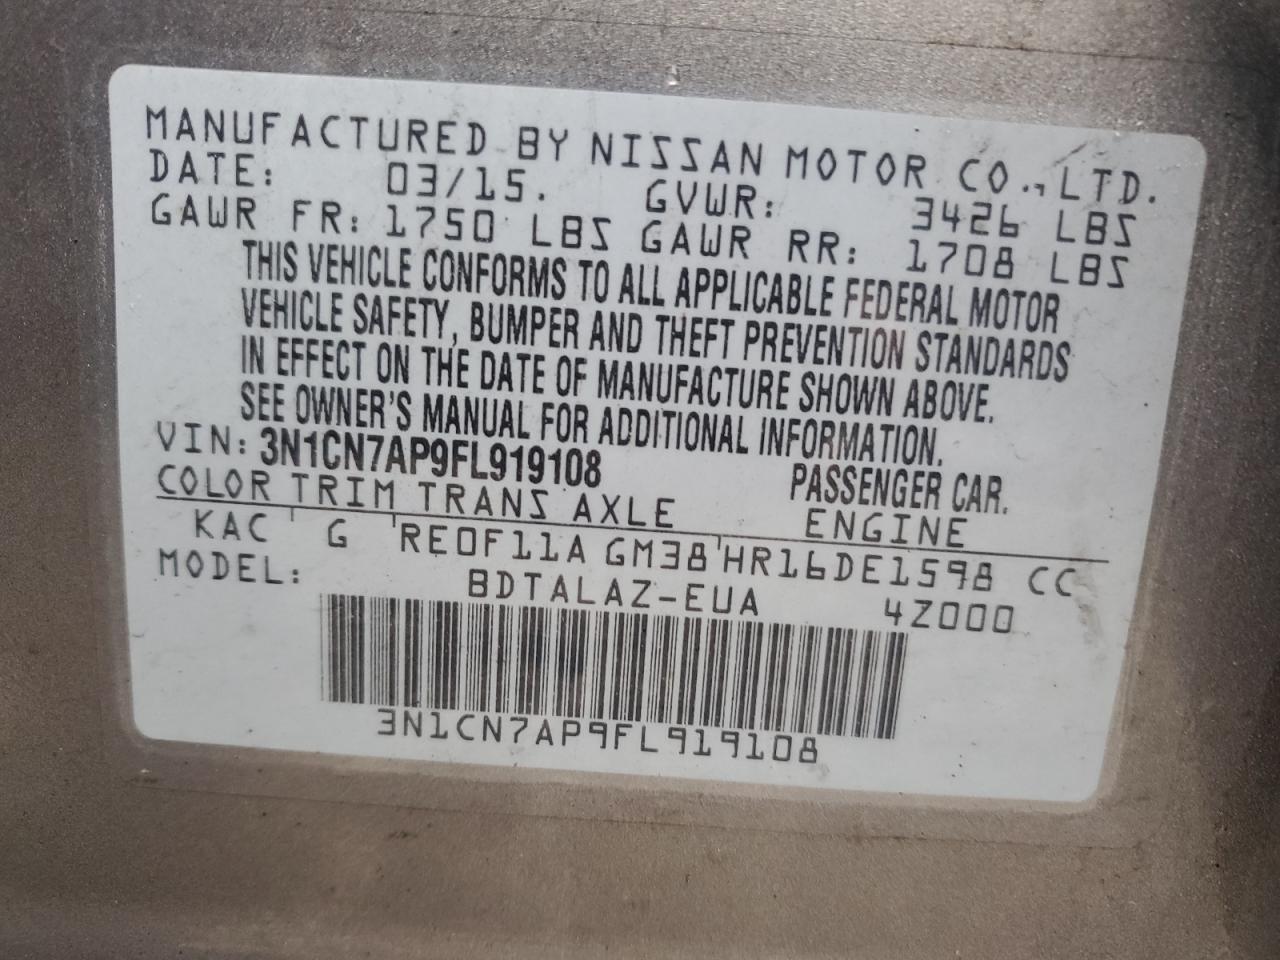 MANUFACTURED BY NISSAN MOTOR CO., LTD.
DATE: 03/15. GVWR: 3426 LBS
GAWR FR: 1750 LBS GAWR RR: 1708 LBS
THIS VEHICLE CONFORMS TO ALL APPLICABLE FEDERAL MOTOR
VEHICLE SAFETY, BUMPER AND THEFT PREVENTION STANDARDS
IN EFFECT ON THE DATE OF MANUFACTURE SHOWN ABOVE.
SEE OWNER'S MANUAL FOR ADDITIONAL INFORMATION.
VIN: 3N1CN7AP9FL919108 PASSENGER CAR.
COLOR TRIM TRANS AXLE ENGINE
KAC G RE0F11A GM38 HR16DE1598 CC
MODEL: BDTALAZ-EUA 4Z000
3N1CN7AP9FL919108